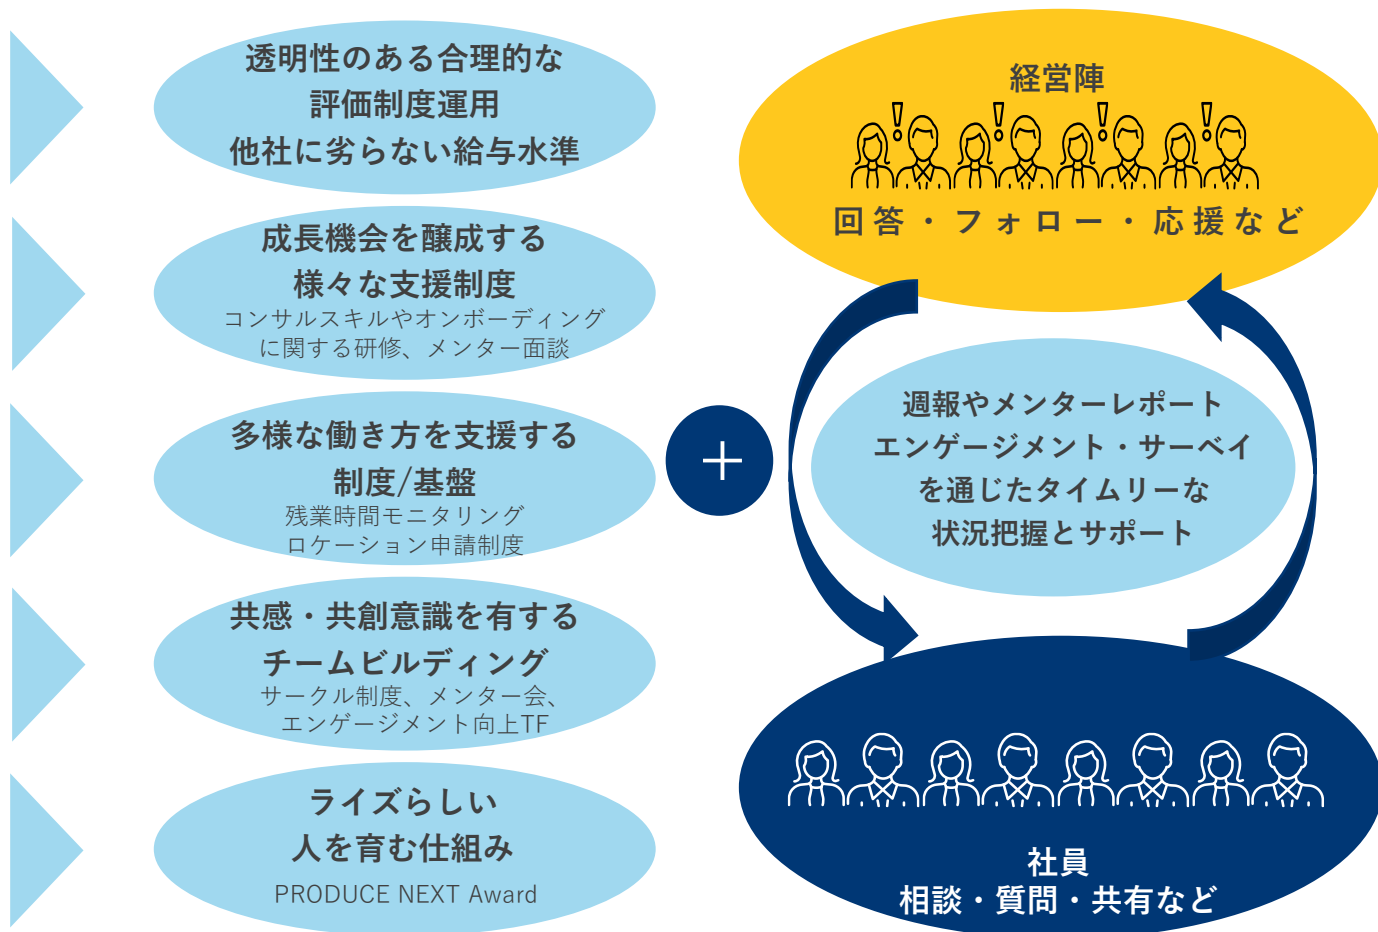 透明性のある合理的な
評価制度運用
他社に劣らない給与水準
成長機会を醸成する
様々な支援制度
コンサルスキルやオンボーディング
に関する研修、メンター面談
多様な働き方を支援する
制度/基盤
残業時間モニタリング
ロケーション申請制度
共感・共創意識を有する
チームビルディング
サークル制度、メンター会、
エンゲージメント向上TF
ライズらしい
人を育む仕組み
PRODUCE NEXT Award
+
経営陣
回答・フォロー・応援など
週報やメンターレポート
エンゲージメント・サーベイ
を通じたタイムリーな
状況把握とサポート
社員
相談・質問・共有など